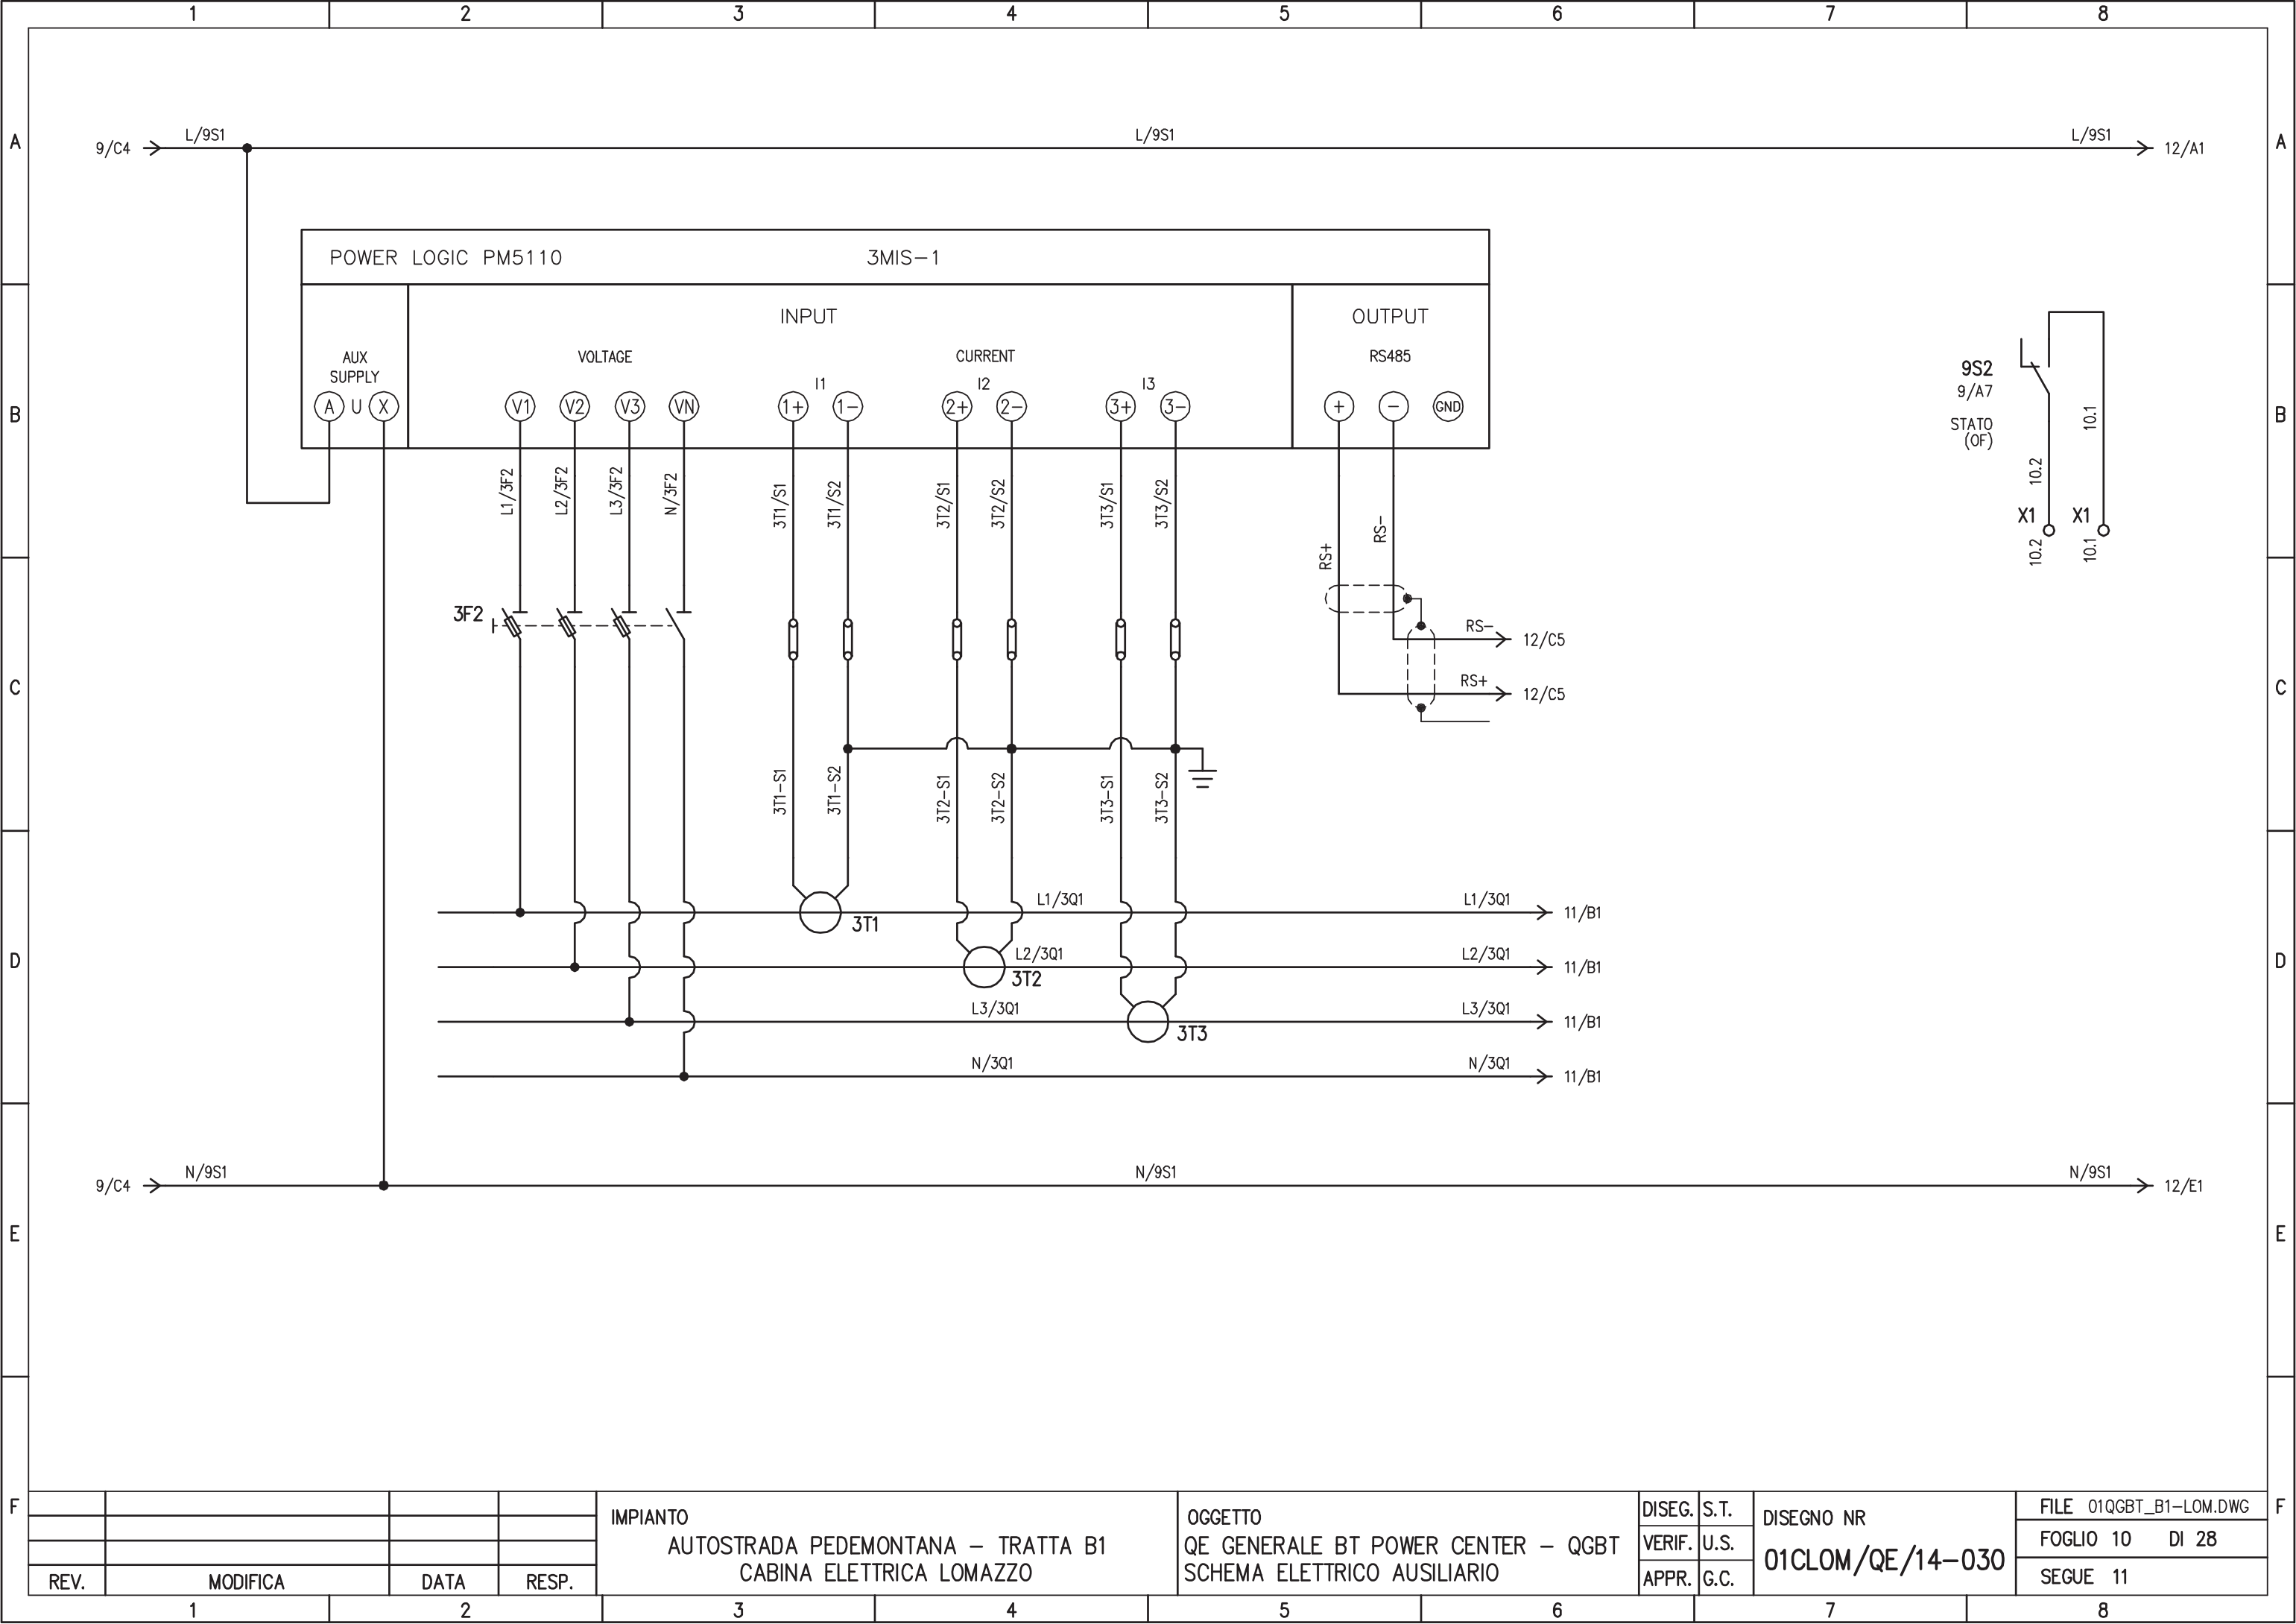 1 2 3 4 5 6 7 8
A A
9/C4 L/9S1 L/9S1 L/9S1 12/A1
POWER LOGIC PM5110 3MIS-1
INPUT OUTPUT
AUX SUPPLY VOLTAGE CURRENT RS485
I1 I2 I3
A U X V1 V2 V3 VN 1+ 1- 2+ 2- 3+ 3- + - GND
B B
9S2
9/A7
STATO
(OF)
10.1
10.2
X1 X1
10.2 10.1
L1/3F2 L2/3F2 L3/3F2 N/3F2 3T1/S1 3T1/S2 3T2/S1 3T2/S2 3T3/S1 3T3/S2
RS+ RS-
3F2
RS- 12/C5
RS+ 12/C5
C C
3T1-S1 3T1-S2 3T2-S1 3T2-S2 3T3-S1 3T3-S2
L1/3Q1 L1/3Q1 11/B1
3T1
L2/3Q1 L2/3Q1 11/B1
D D
3T2
L3/3Q1 L3/3Q1 11/B1
3T3
N/3Q1 N/3Q1 11/B1
9/C4 N/9S1 N/9S1 N/9S1 12/E1
E E
F F
REV. MODIFICA DATA RESP.
IMPIANTO
AUTOSTRADA PEDEMONTANA - TRATTA B1
CABINA ELETTRICA LOMAZZO
OGGETTO
QE GENERALE BT POWER CENTER - QGBT
SCHEMA ELETTRICO AUSILIARIO
DISEG. S.T.
VERIF. U.S.
APPR. G.C.
DISEGNO NR
01CLOM/QE/14-030
FILE 01QGBT_B1-LOM.DWG
FOGLIO 10 DI 28
SEGUE 11
1 2 3 4 5 6 7 8